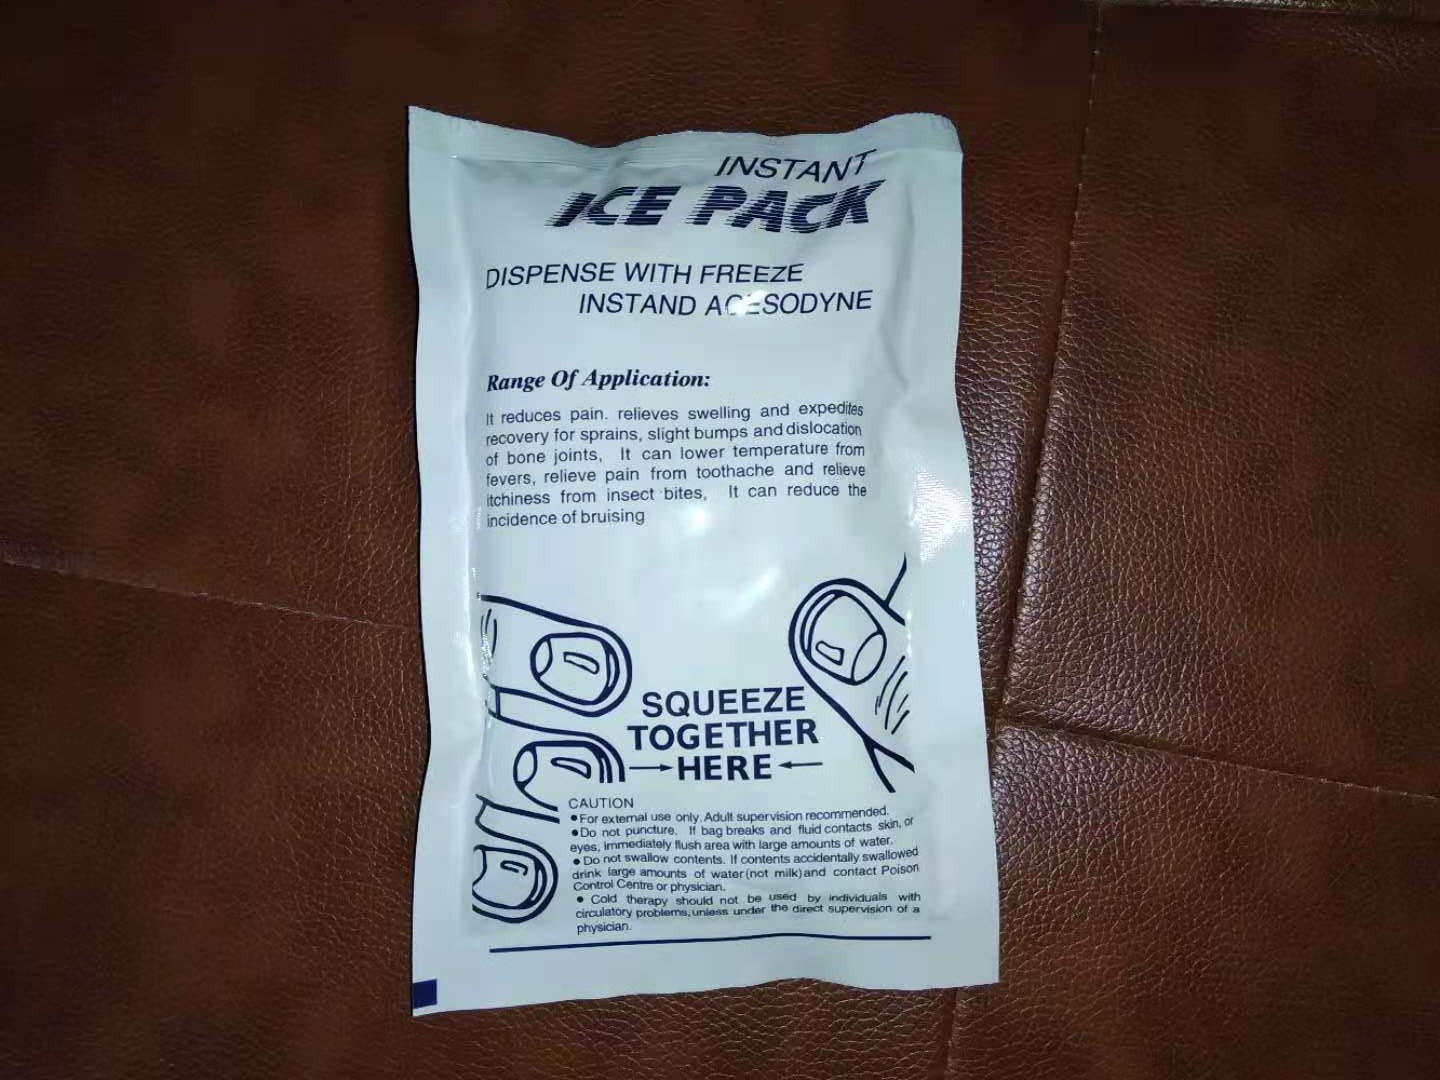 INSTANT
ICE PACK
DISPENSE WITH FREEZE
INSTAND ACESODYNE
Range Of Application:
It reduces pain. relieves swelling and expedites
recovery for sprains, slight bumps and dislocation
of bone joints, It can lower temperature from
fevers, relieve pain from toothache and relieve
itchiness from insect bites, It can reduce the
incidence of bruising
SQUEEZE
TOGETHER
→HERE←
CAUTION
●For external use only. Adult supervision recommended.
●Do not puncture. If bag breaks and fluid contacts skin, or
eyes, immediately flush area with large amounts of water.
● Do not swallow contents. If contents accidentally swallowed
drink large amounts of water(not milk)and contact Poison
Control Centre or physician.
● Cold therapy should not be used by individuals with
circulatory problems,unless under the direct supervision of a
physician.